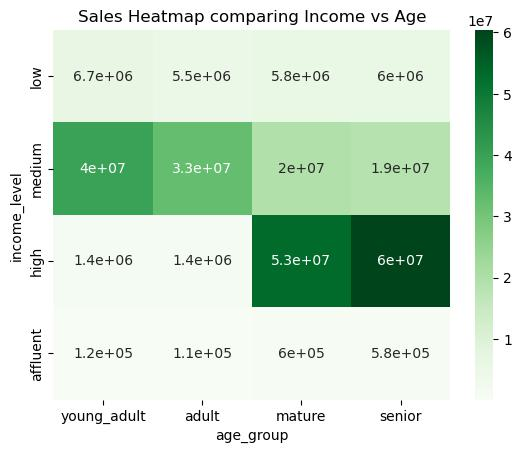 Sales Heatmap comparing Income vs Age
1e7
low 6.7e+06 5.5e+06 5.8e+06 6e+06
medium 4e+07 3.3e+07 2e+07 1.9e+07
high 1.4e+06 1.4e+06 5.3e+07 6e+07
affluent 1.2e+05 1.1e+05 6e+05 5.8e+05
young_adult adult mature senior
age_group
income_level
6
5
4
3
2
1